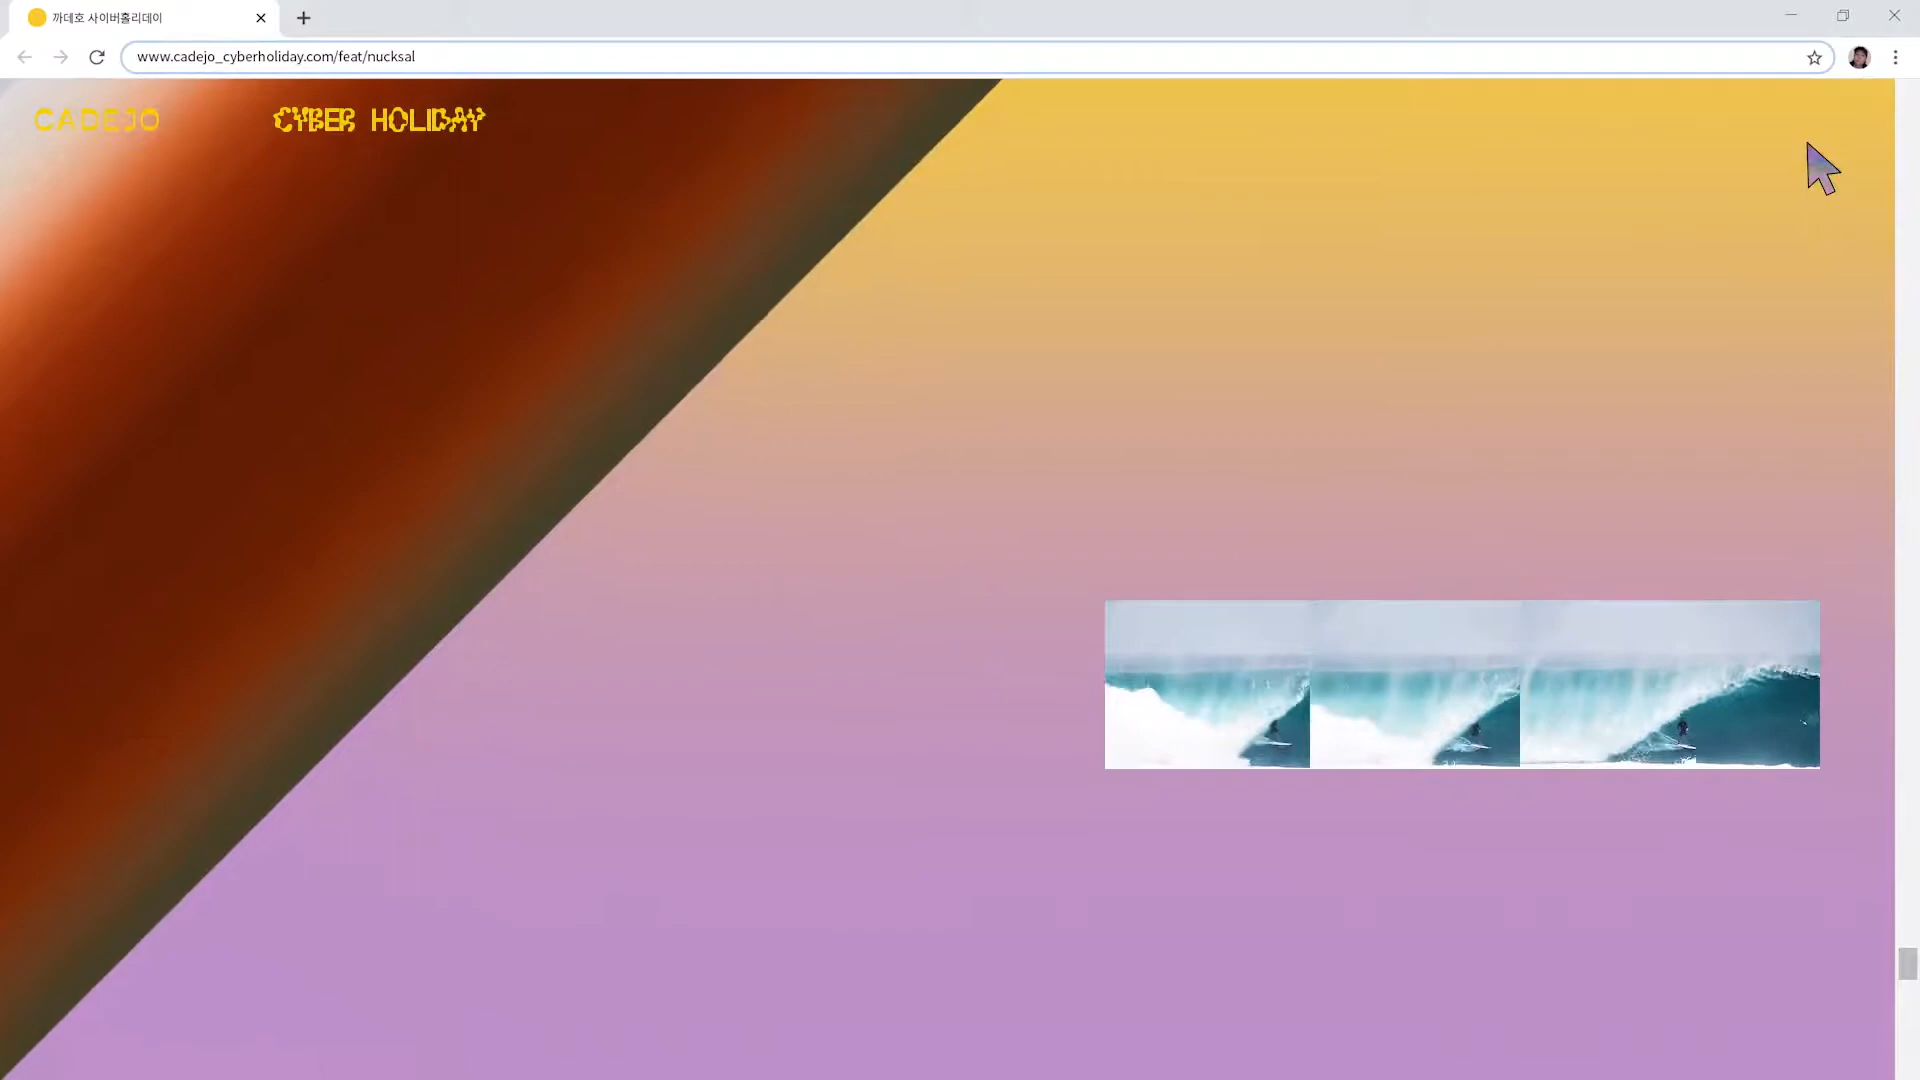 까데호 사이버홀리데이
www.cadejo_cyberholiday.com/feat/nucksal
CADEJO CYBER HOLIDAY